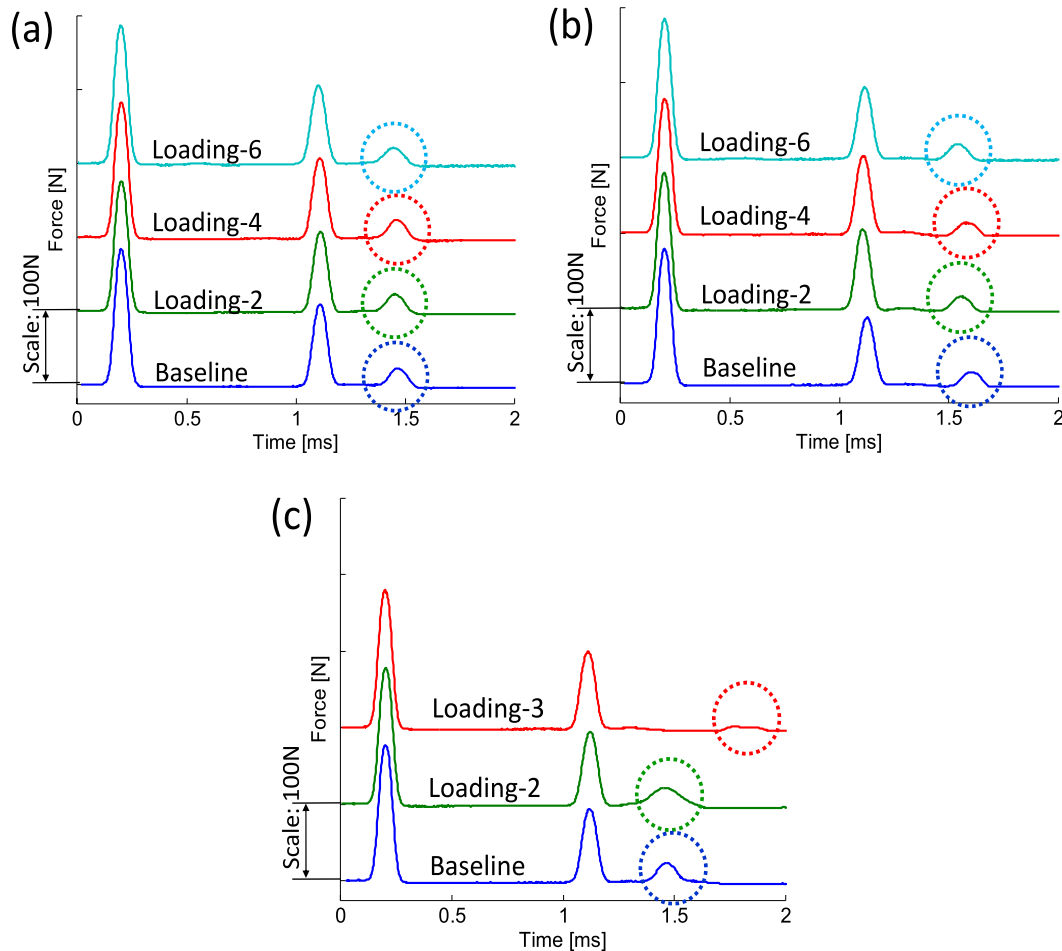 (a)
Force [N]
Scale: 100N
Loading-6
Loading-4
Loading-2
Baseline
0 0.5 1 1.5 2
Time [ms]
(b)
Force [N]
Scale: 100N
Loading-6
Loading-4
Loading-2
Baseline
0 0.5 1 1.5 2
Time [ms]
(c)
Force [N]
Scale: 100N
Loading-3
Loading-2
Baseline
0 0.5 1 1.5 2
Time [ms]